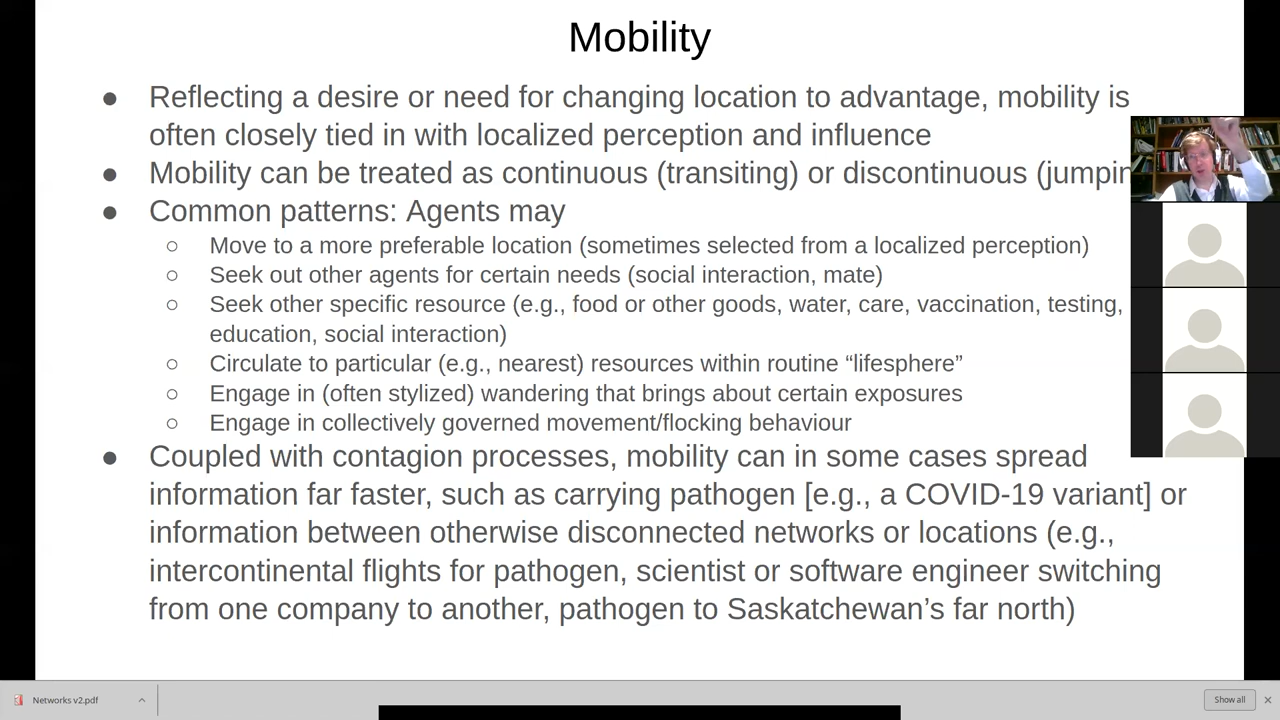 Mobility
● Reflecting a desire or need for changing location to advantage, mobility is
often closely tied in with localized perception and influence
● Mobility can be treated as continuous (transiting) or discontinuous (jumpin
● Common patterns: Agents may
○ Move to a more preferable location (sometimes selected from a localized perception)
○ Seek out other agents for certain needs (social interaction, mate)
○ Seek other specific resource (e.g., food or other goods, water, care, vaccination, testing,
education, social interaction)
○ Circulate to particular (e.g., nearest) resources within routine “lifesphere”
○ Engage in (often stylized) wandering that brings about certain exposures
○ Engage in collectively governed movement/flocking behaviour
● Coupled with contagion processes, mobility can in some cases spread
information far faster, such as carrying pathogen [e.g., a COVID-19 variant] or
information between otherwise disconnected networks or locations (e.g.,
intercontinental flights for pathogen, scientist or software engineer switching
from one company to another, pathogen to Saskatchewan’s far north)
Networks v2.pdf
Show all